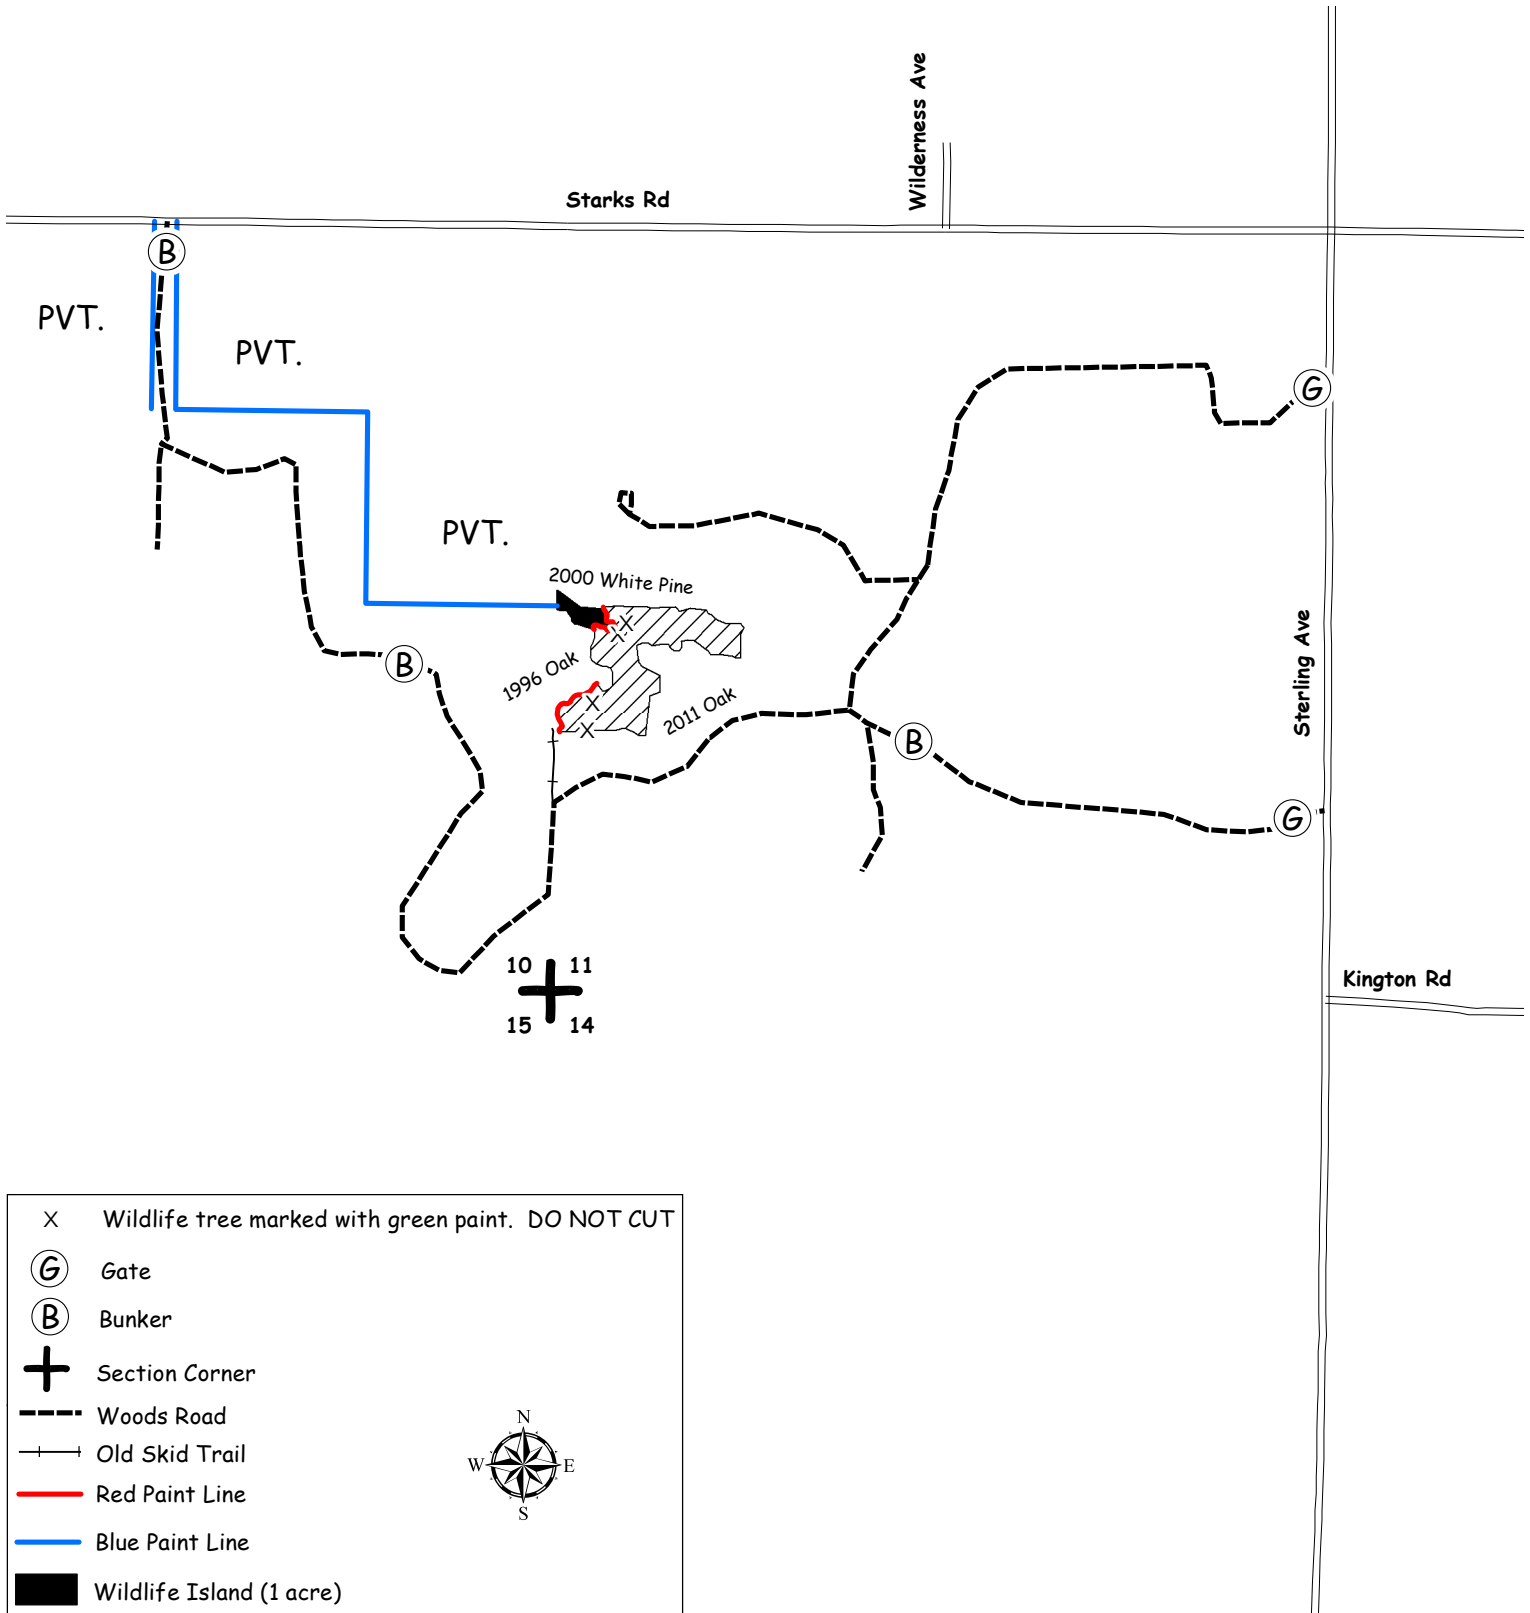 Wilderness Ave
Starks Rd
B
PVT.
PVT.
G
PVT.
2000 White Pine
X
X
B
1996 Oak
X
2011 Oak
X
Sterling Ave
B
G
10 11
15 14
Kington Rd
X Wildlife tree marked with green paint. DO NOT CUT
G Gate
B Bunker
Section Corner
Woods Road
Old Skid Trail
Red Paint Line
Blue Paint Line
Wildlife Island (1 acre)
N
W E
S